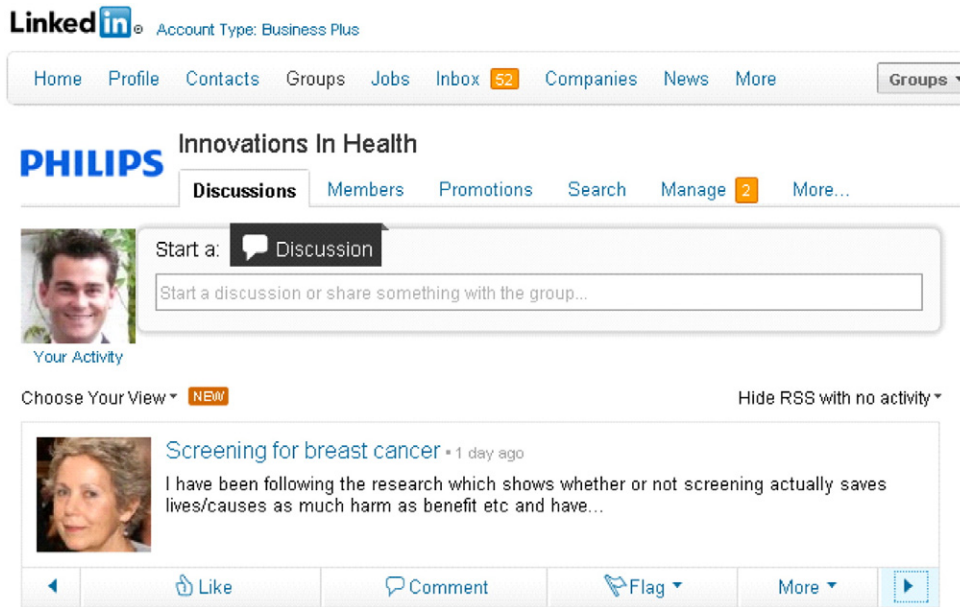 Linked in® Account Type: Business Plus
Home Profile Contacts Groups Jobs Inbox 52 Companies News More Groups
PHILIPS
Innovations In Health
Discussions Members Promotions Search Manage 2 More...
Start a: Discussion
Start a discussion or share something with the group...
Your Activity
Choose Your View NEW Hide RSS with no activity
Screening for breast cancer • 1 day ago
I have been following the research which shows whether or not screening actually saves
lives/causes as much harm as benefit etc and have...
Like Comment Flag More